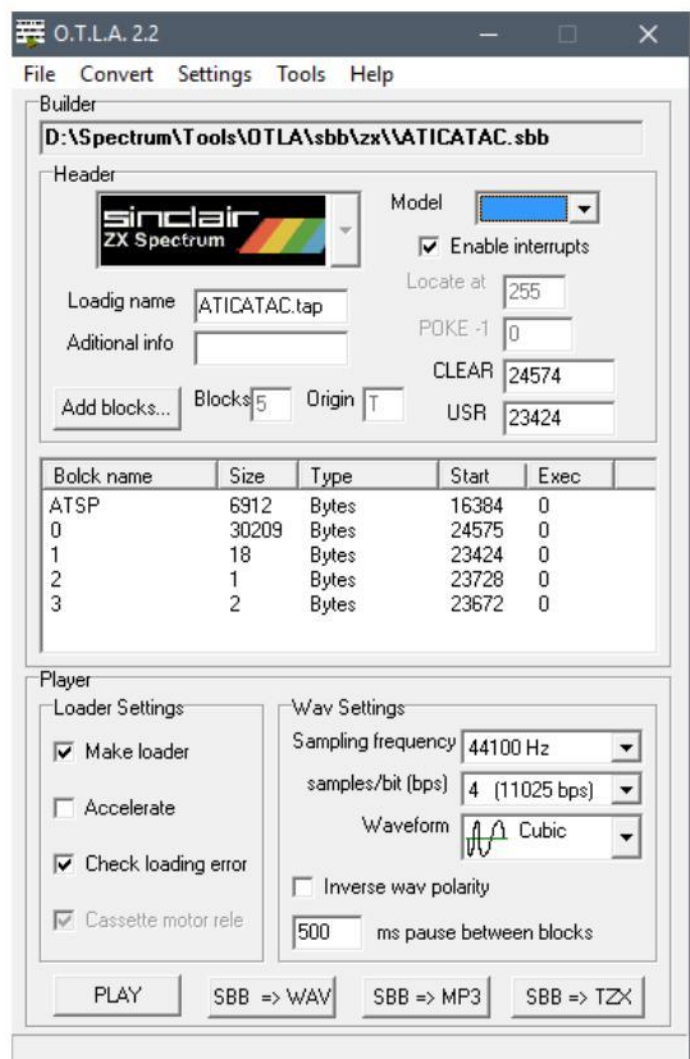 O.T.L.A. 2.2
File Convert Settings Tools Help
Builder
D:\Spectrum\Tools\OTLA\sbb\zx\\ATICATAC.sbb
Header
sinclair
ZX Spectrum
Model
Enable interrupts
Locate at 255
Loadig name ATICATAC.tap
POKE -1 0
Aditional info
CLEAR 24574
Add blocks... Blocks 5 Origin T
USR 23424
Bolck name Size Type Start Exec
ATSP 6912 Bytes 16384 0
0 30209 Bytes 24575 0
1 18 Bytes 23424 0
2 1 Bytes 23728 0
3 2 Bytes 23672 0
Player
Loader Settings
Make loader
Accelerate
Check loading error
Cassette motor rele
Wav Settings
Sampling frequency 44100 Hz
samples/bit (bps) 4 (11025 bps)
Waveform Cubic
Inverse wav polarity
500 ms pause between blocks
PLAY SBB => WAV SBB => MP3 SBB => TZX